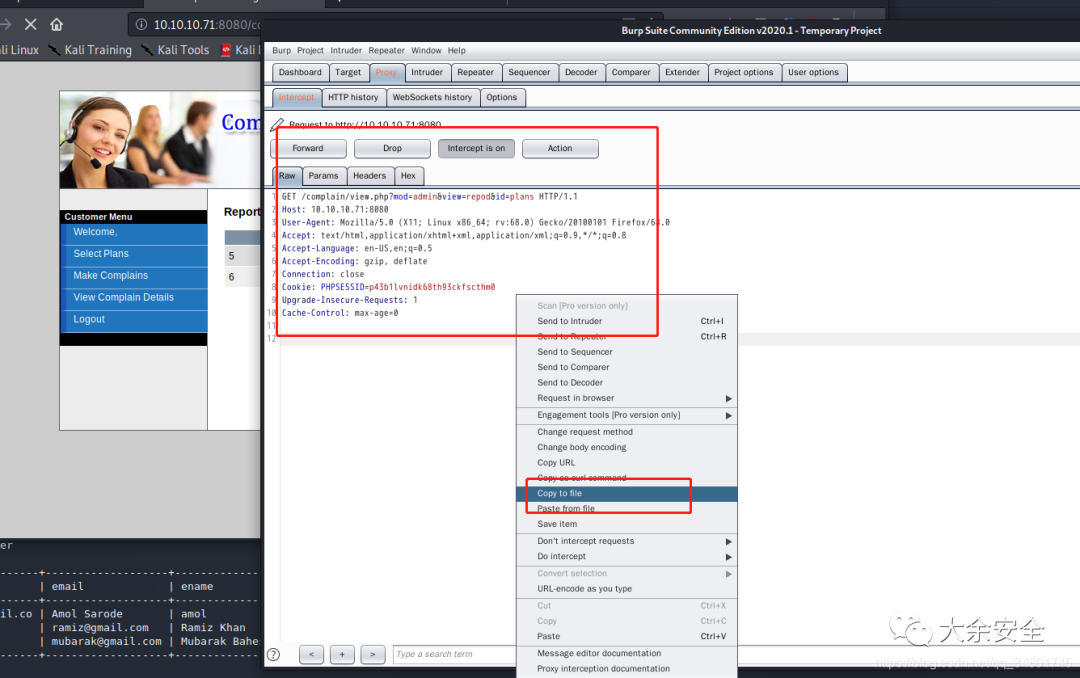 10.10.10.71:8080/co
Burp Suite Community Edition v2020.1 - Temporary Project
li Linux
Kali Training
Kali Tools
Kali
Burp Project Intruder Repeater Window Help
Dashboard Target Proxy Intruder Repeater Sequencer Decoder Comparer Extender Project options User options
Intercept HTTP history WebSockets history Options
Request to http://10.10.10.71:8080
Forward Drop Intercept is on Action
Raw Params Headers Hex
1 GET /complain/view.php?mod=admin&view=repod&id=plans HTTP/1.1
2 Host: 10.10.10.71:8080
3 User-Agent: Mozilla/5.0 (X11; Linux x86_64; rv:68.0) Gecko/20100101 Firefox/68.0
4 Accept: text/html,application/xhtml+xml,application/xml;q=0.9,*/*;q=0.8
5 Accept-Language: en-US,en;q=0.5
6 Accept-Encoding: gzip, deflate
7 Connection: close
8 Cookie: PHPSESSID=p43b1lvnidk68th93ckfscthm0
9 Upgrade-Insecure-Requests: 1
10 Cache-Control: max-age=0
11
12
Com
Customer Menu
Welcome,
Select Plans
Make Complains
View Complain Details
Logout
Report
5
6
Scan [Pro version only]
Send to Intruder Ctrl+I
Send to Repeater Ctrl+R
Send to Sequencer
Send to Comparer
Send to Decoder
Request in browser
Engagement tools [Pro version only]
Change request method
Change body encoding
Copy URL
Copy as curl command
Copy to file
Paste from file
Save item
Don't intercept requests
Do intercept
Convert selection
URL-encode as you type
Cut Ctrl+X
Copy Ctrl+C
Paste Ctrl+V
Message editor documentation
Proxy interception documentation
er
------+--------------------+-------------
| email | ename
------+--------------------+-------------
il.co | Amol Sarode | amol
| ramiz@gmail.com | Ramiz Khan
| mubarak@gmail.com | Mubarak Bahe
------+--------------------+-------------
? < + > Type a search term
大余安全